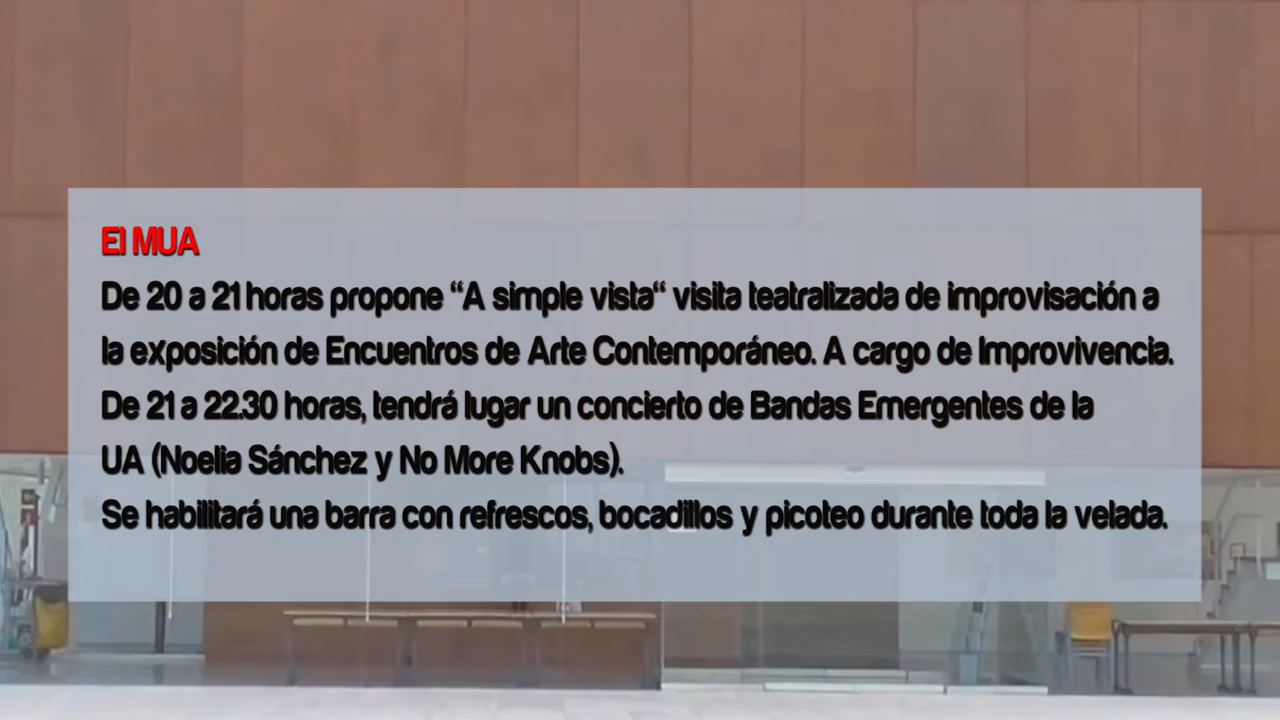 El MUA
De 20 a 21 horas propone “A simple vista“ visita teatralizada de improvisación a
la exposición de Encuentros de Arte Contemporáneo. A cargo de Improvivencia.
De 21 a 22.30 horas, tendrá lugar un concierto de Bandas Emergentes de la
UA (Noelia Sánchez y No More Knobs).
Se habilitará una barra con refrescos, bocadillos y picoteo durante toda la velada.